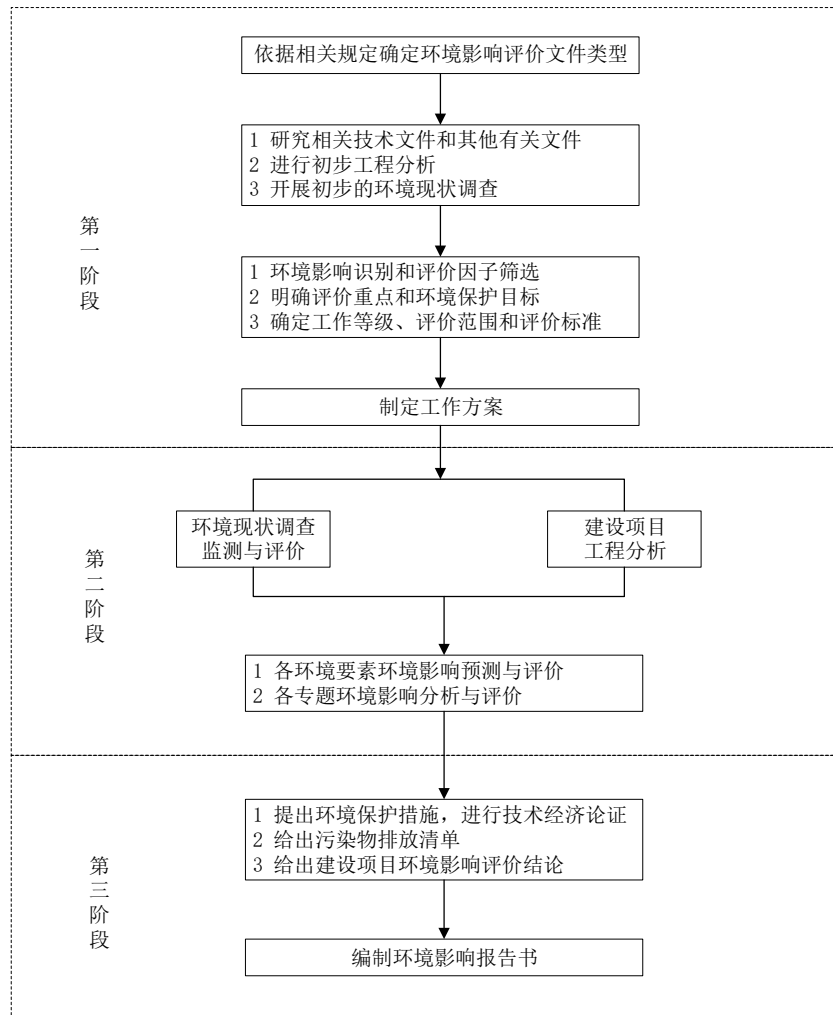 依据相关规定确定环境影响评价文件类型
1 研究相关技术文件和其他有关文件
2 进行初步工程分析
3 开展初步的环境现状调查
第一阶段
1 环境影响识别和评价因子筛选
2 明确评价重点和环境保护目标
3 确定工作等级、评价范围和评价标准
制定工作方案
第二阶段
环境现状调查
监测与评价
建设项目
工程分析
1 各环境要素环境影响预测与评价
2 各专题环境影响分析与评价
第三阶段
1 提出环境保护措施，进行技术经济论证
2 给出污染物排放清单
3 给出建设项目环境影响评价结论
编制环境影响报告书